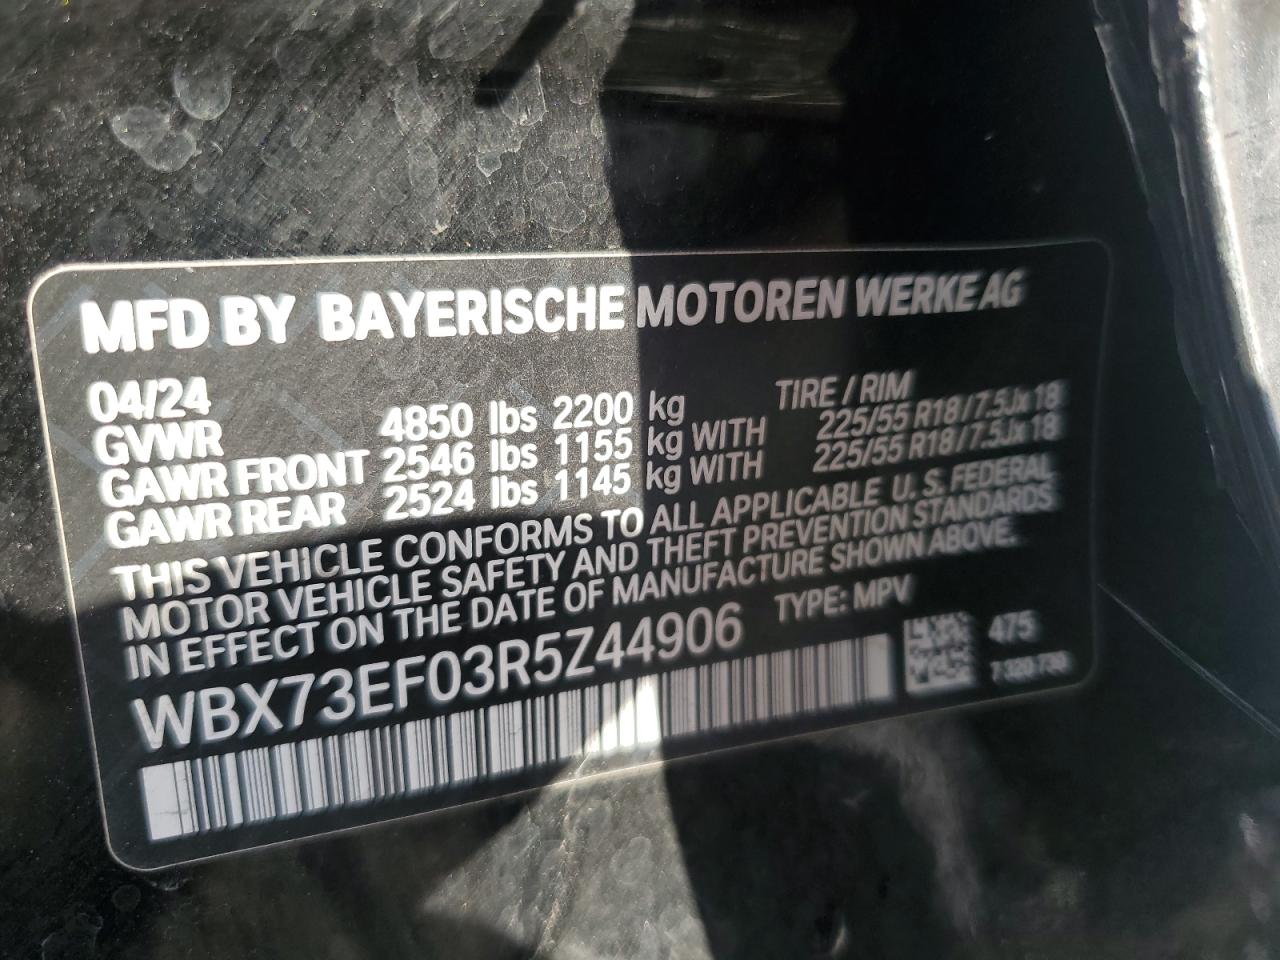 MFD BY BAYERISCHE MOTOREN WERKE AG
04/24 TIRE / RIM
GVWR 4850 lbs 2200 kg
GAWR FRONT 2546 lbs 1155 kg WITH 225/55 R18/7.5Jx18
GAWR REAR 2524 lbs 1145 kg WITH 225/55 R18/7.5Jx18
THIS VEHICLE CONFORMS TO ALL APPLICABLE U. S. FEDERAL
MOTOR VEHICLE SAFETY AND THEFT PREVENTION STANDARDS
IN EFFECT ON THE DATE OF MANUFACTURE SHOWN ABOVE.
WBX73EF03R5Z44906 TYPE: MPV
475
7 320 730